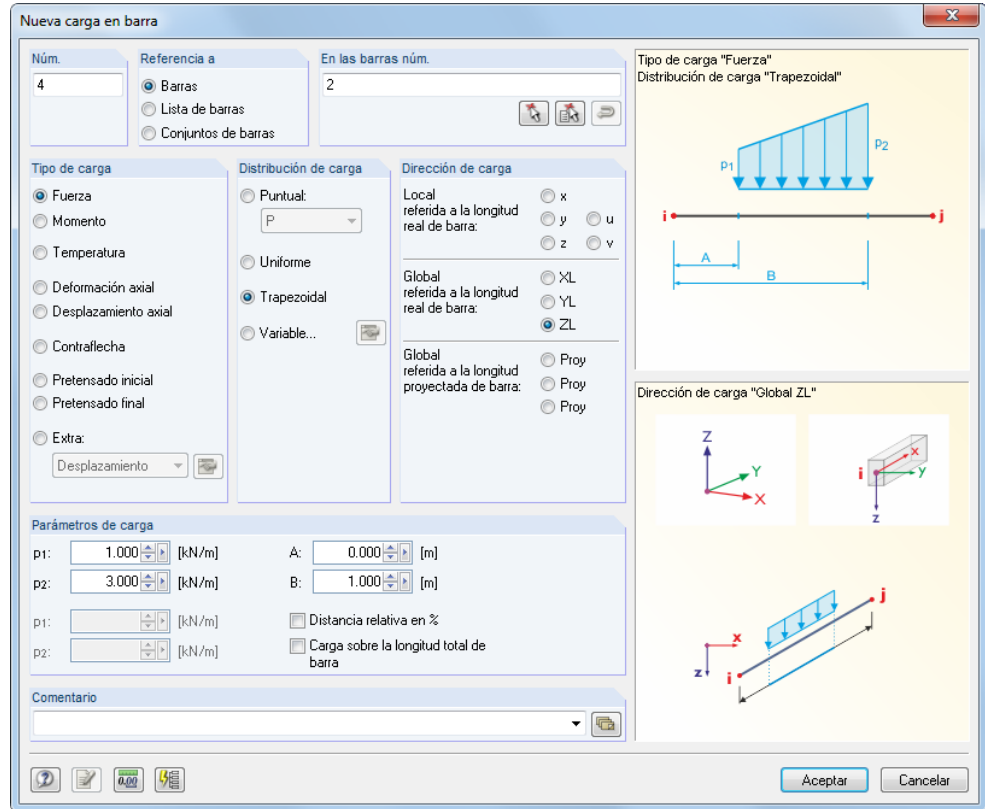 Nueva carga en barra
Núm.
4
Referencia a
Barras
Lista de barras
Conjuntos de barras
En las barras núm.
2
Tipo de carga
Fuerza
Momento
Temperatura
Deformación axial
Desplazamiento axial
Contraflecha
Pretensado inicial
Pretensado final
Extra:
Desplazamiento
Distribución de carga
Puntual:
P
Uniforme
Trapezoidal
Variable...
Dirección de carga
Local
referida a la longitud
real de barra:
x
y u
z v
Global
referida a la longitud
real de barra:
XL
YL
ZL
Global
referida a la longitud
proyectada de barra:
Proy
Proy
Proy
Parámetros de carga
p1: 1.000 [kN/m] A: 0.000 [m]
p2: 3.000 [kN/m] B: 1.000 [m]
p1: [kN/m] Distancia relativa en %
p2: [kN/m] Carga sobre la longitud total de
barra
Comentario
0.00
Aceptar Cancelar
Tipo de carga "Fuerza"
Distribución de carga "Trapezoidal"
p1
p2
i j
A
B
Dirección de carga "Global ZL"
Z
Y
X
i x
y
z
x
z
i
j